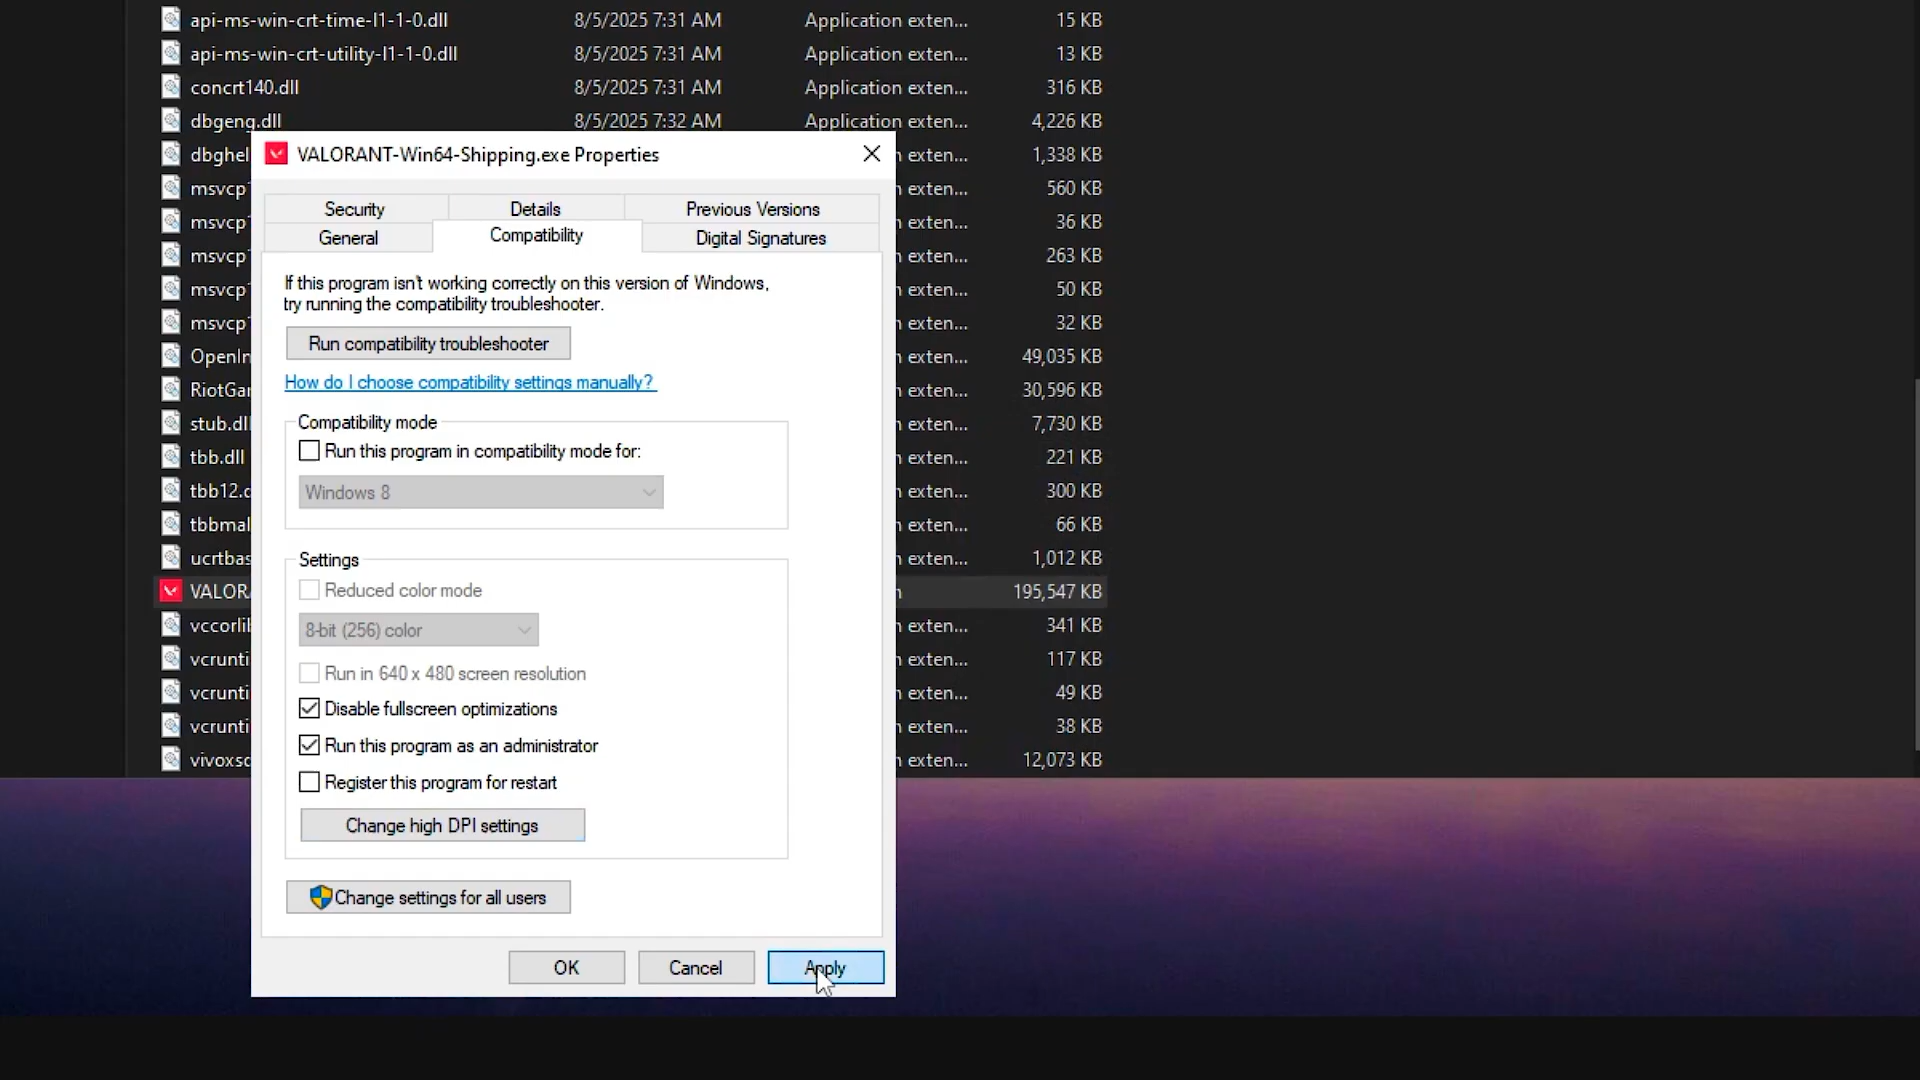 api-ms-win-crt-time-l1-1-0.dll 8/5/2025 7:31 AM Application exten... 15 KB
api-ms-win-crt-utility-l1-1-0.dll 8/5/2025 7:31 AM Application exten... 13 KB
concrt140.dll 8/5/2025 7:31 AM Application exten... 316 KB
dbgeng.dll 8/5/2025 7:32 AM Application exten... 4,226 KB
dbghel n exten... 1,338 KB
msvcp1 n exten... 560 KB
msvcp1 n exten... 36 KB
msvcp1 n exten... 263 KB
msvcp1 n exten... 50 KB
msvcp1 n exten... 32 KB
OpenIm n exten... 49,035 KB
RiotGar n exten... 30,596 KB
stub.dll n exten... 7,730 KB
tbb.dll n exten... 221 KB
tbb12.d n exten... 300 KB
tbbmal n exten... 66 KB
ucrtbas n exten... 1,012 KB
VALOR n 195,547 KB
vccorlib n exten... 341 KB
vcrunti n exten... 117 KB
vcrunti n exten... 49 KB
vcrunti n exten... 38 KB
vivoxsd n exten... 12,073 KB
VALORANT-Win64-Shipping.exe Properties
Security Details Previous Versions
General Compatibility Digital Signatures
If this program isn't working correctly on this version of Windows,
try running the compatibility troubleshooter.
Run compatibility troubleshooter
How do I choose compatibility settings manually?
Compatibility mode
Run this program in compatibility mode for:
Windows 8
Settings
Reduced color mode
8-bit (256) color
Run in 640 x 480 screen resolution
Disable fullscreen optimizations
Run this program as an administrator
Register this program for restart
Change high DPI settings
Change settings for all users
OK Cancel Apply